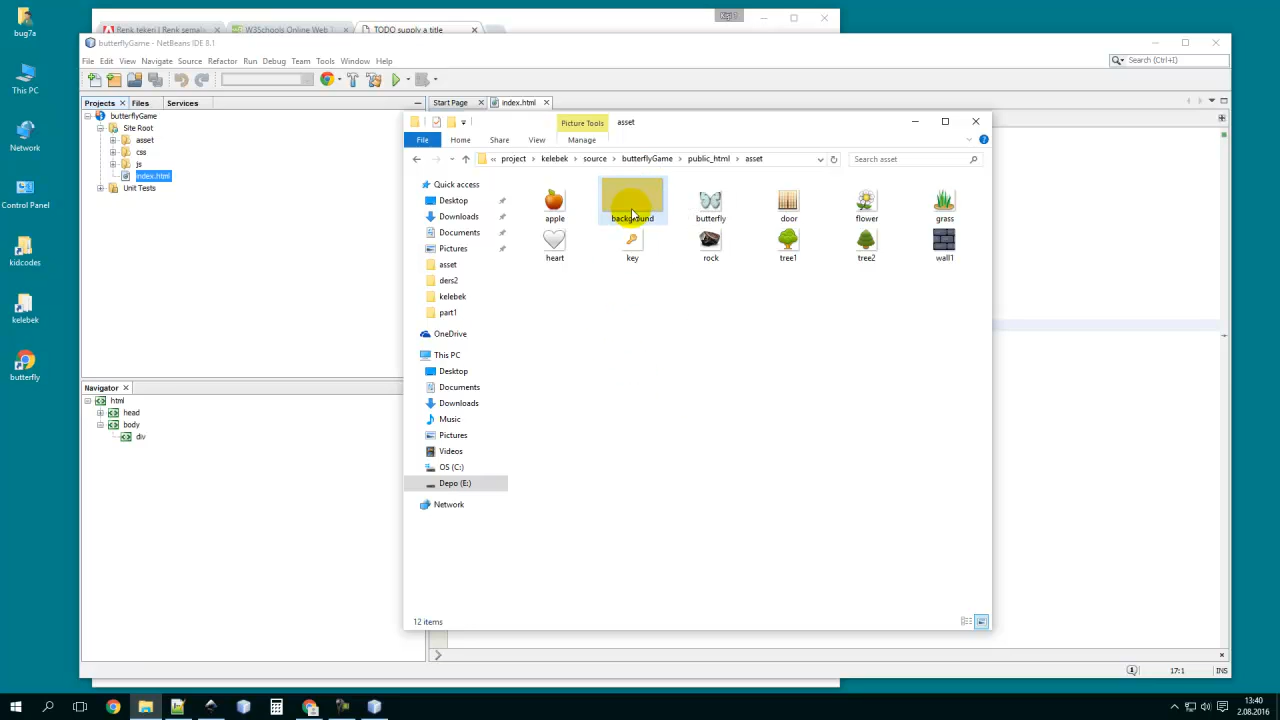 bug7a
This PC
Network
Control Panel
kidcodes
kelebek
butterfly
W3Schools Online Web
TODO supply a title
butterflyGame - NetBeans IDE 8.1
File Edit View Navigate Source Refactor Run Debug Team Tools Window Help
Search (Ctrl+I)
Projects Files Services
butterflyGame
Site Root
asset
css
js
index.html
Unit Tests
Navigator
html
head
body
div
Start Page index.html
Picture Tools asset
File Home Share View Manage
« project kelebek source butterflyGame public_html asset
Search asset
Quick access
Desktop
Downloads
Documents
Pictures
asset
ders2
kelebek
part1
OneDrive
This PC
Desktop
Documents
Downloads
Music
Pictures
Videos
OS (C:)
Depo (E:)
Network
apple background butterfly door flower grass
heart key rock tree1 tree2 wall1
12 items
17:1 INS
13:40
2.08.2016